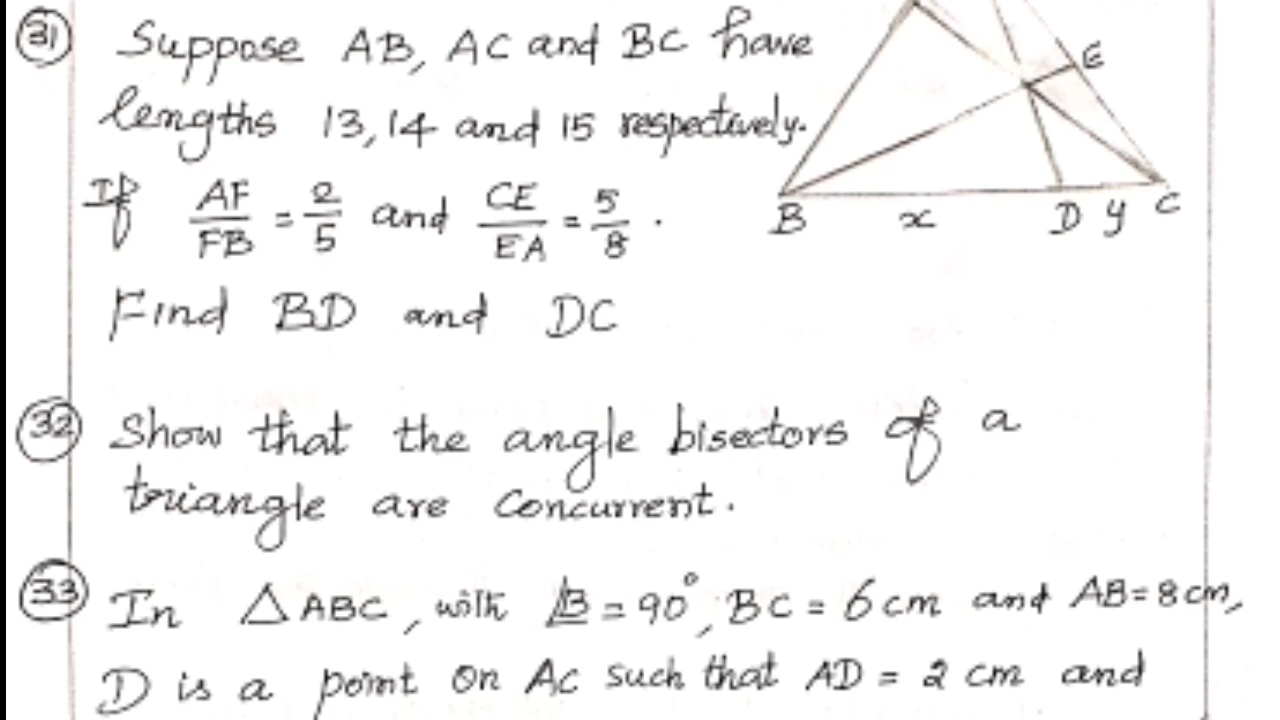 31 Suppose AB, AC and BC have
lengths 13, 14 and 15 respectively.
If AF/FB = 2/5 and CE/EA = 5/8 .
Find BD and DC
E
B x D y C
32 Show that the angle bisectors of a
triangle are concurrent.
33 In △ABC, with ∠B = 90°, BC = 6 cm and AB = 8 cm,
D is a point on AC such that AD = 2 cm and